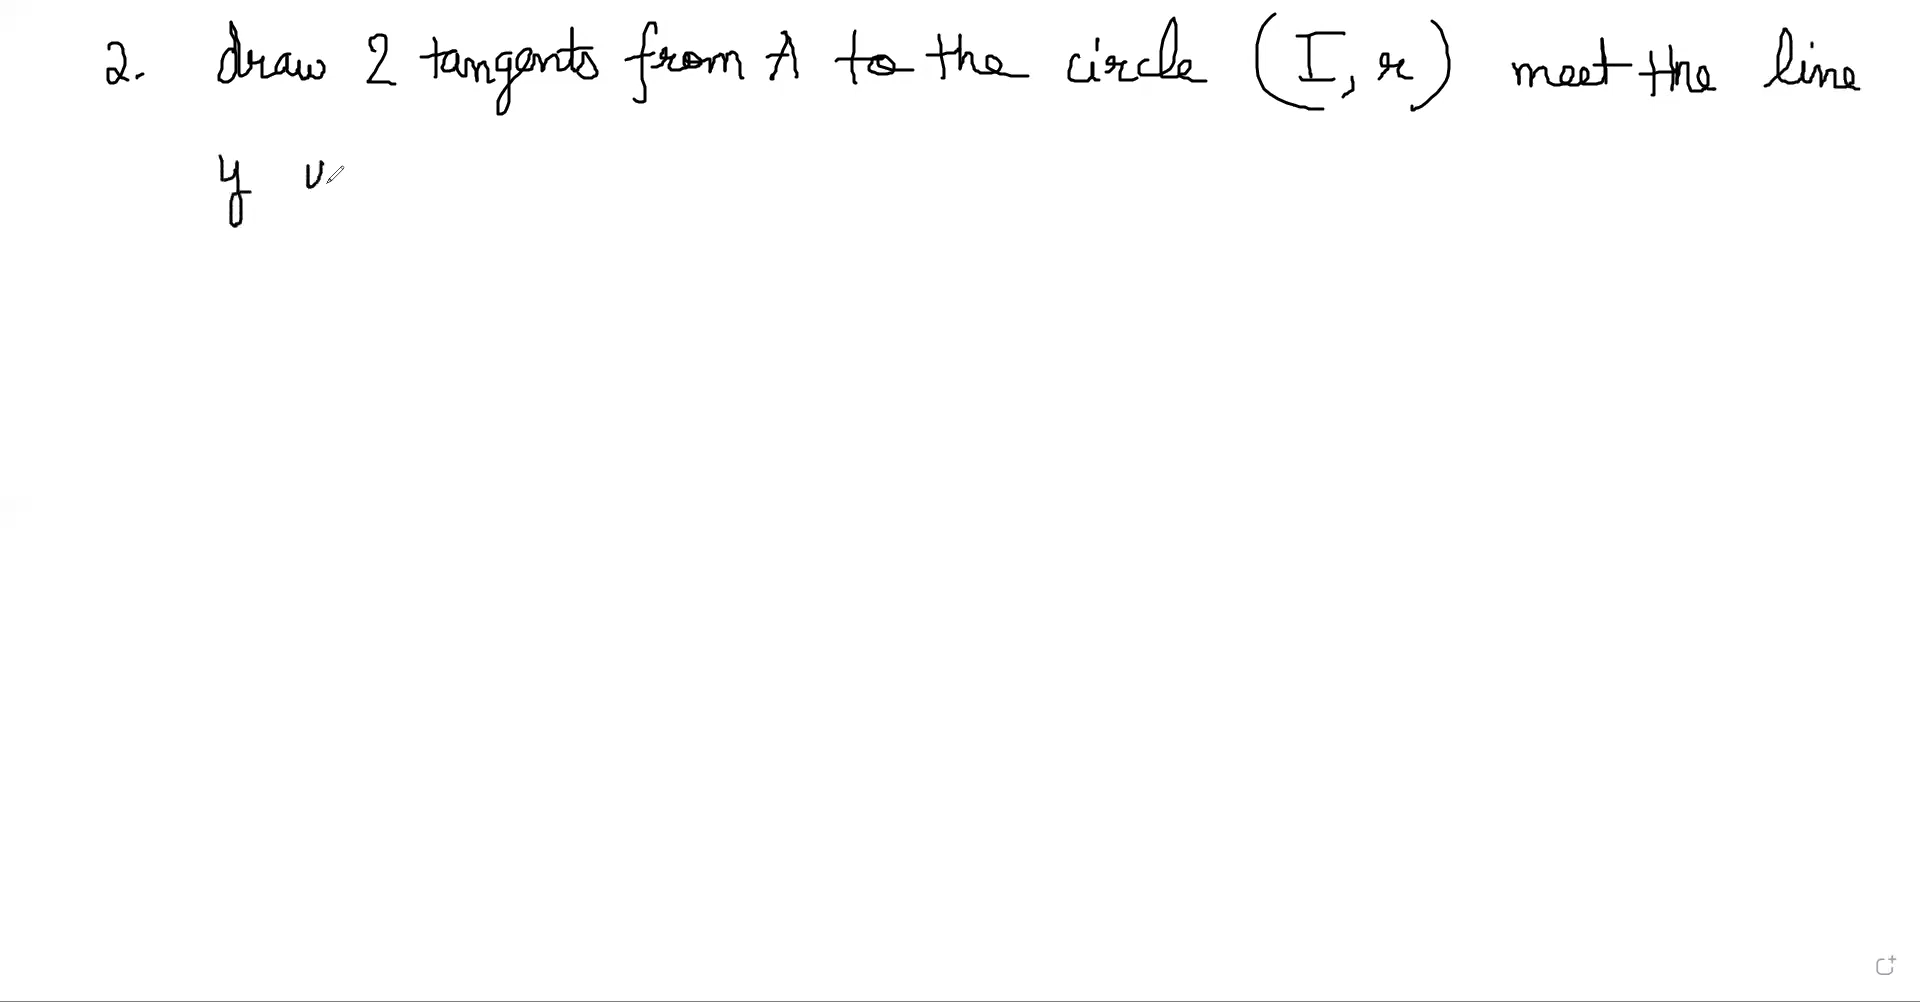 2. draw 2 tangents from A to the circle (I, r) meet the line
y